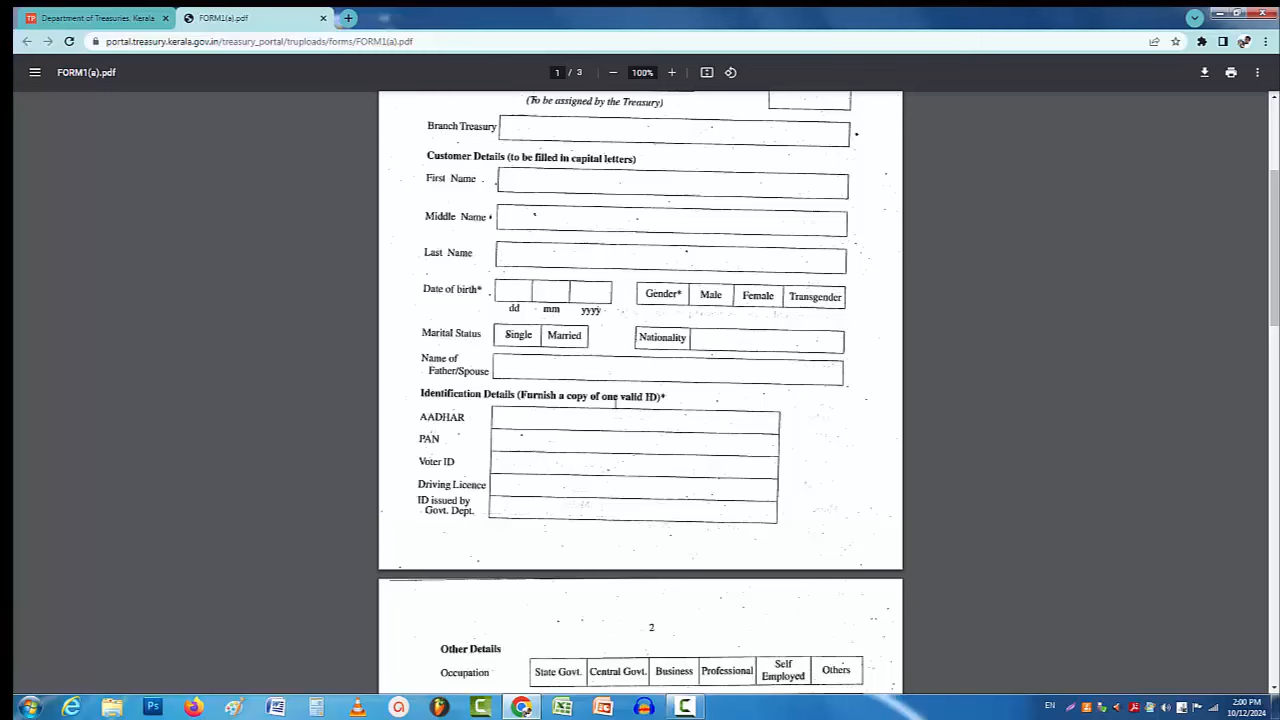 Department of Treasuries, Kerala
FORM1(a).pdf
portal.treasury.kerala.gov.in/treasury_portal/truploads/forms/FORM1(a).pdf
FORM1(a).pdf
1 / 3
100%
(To be assigned by the Treasury)
Branch Treasury
Customer Details (to be filled in capital letters)
First Name
Middle Name
Last Name
Date of birth*
dd mm yyyy
Gender* Male Female Transgender
Marital Status Single Married
Nationality
Name of
Father/Spouse
Identification Details (Furnish a copy of one valid ID)*
AADHAR
PAN
Voter ID
Driving Licence
ID issued by
Govt. Dept.
2
Other Details
Occupation State Govt. Central Govt. Business Professional Self Employed Others
EN
2:00 PM
10/12/2024